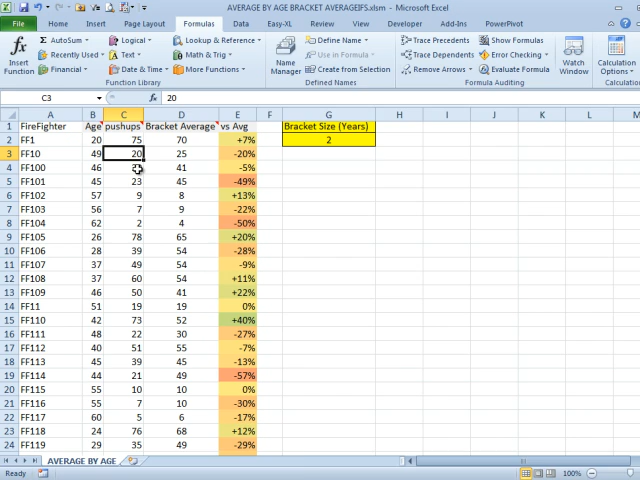 AVERAGE BY AGE BRACKET AVERAGEIFS.xlsm - Microsoft Excel
File Home Insert Page Layout Formulas Data Easy-XL Review View Developer Add-Ins PowerPivot
Insert Function
AutoSum
Recently Used
Financial
Logical
Text
Date & Time
Lookup & Reference
Math & Trig
More Functions
Function Library
Name Manager
Define Name
Use in Formula
Create from Selection
Defined Names
Trace Precedents
Trace Dependents
Remove Arrows
Show Formulas
Error Checking
Evaluate Formula
Formula Auditing
Watch Window
Calculation Options
C3 fx 20
A B C D E F G H I J K L M
1 FireFighter Age pushups Bracket Average vs Avg Bracket Size (Years)
2 FF1 20 75 70 +7% 2
3 FF10 49 20 25 -20%
4 FF100 46 41 -5%
5 FF101 45 23 45 -49%
6 FF102 57 9 8 +13%
7 FF103 56 7 9 -22%
8 FF104 62 2 4 -50%
9 FF105 26 78 65 +20%
10 FF106 28 39 54 -28%
11 FF107 37 49 54 -9%
12 FF108 37 60 54 +11%
13 FF109 46 50 41 +22%
14 FF11 51 19 19 0%
15 FF110 42 73 52 +40%
16 FF111 48 22 30 -27%
17 FF112 40 51 55 -7%
18 FF113 45 39 45 -13%
19 FF114 44 21 49 -57%
20 FF115 55 10 10 0%
21 FF116 55 7 10 -30%
22 FF117 60 5 6 -17%
23 FF118 24 76 68 +12%
24 FF119 29 35 49 -29%
AVERAGE BY AGE
Ready 100%